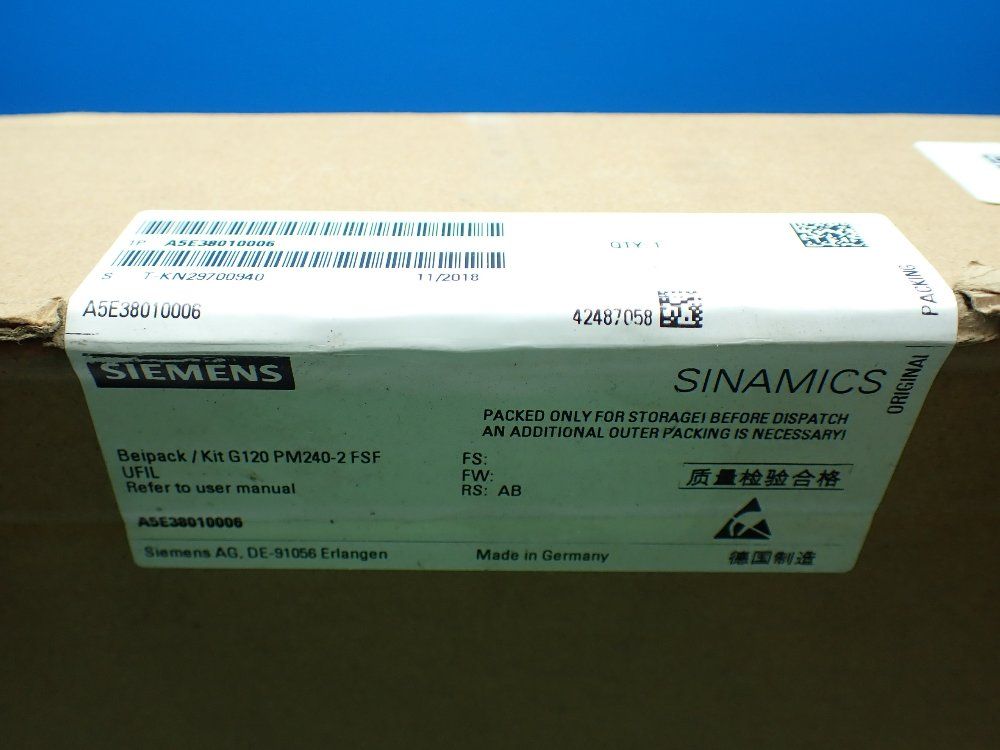 1P A5E38010006
QTY 1
S T-KN29700940 11/2018
A5E38010006
42487058
ORIGINAL PACKING
SIEMENS
SINAMICS
PACKED ONLY FOR STORAGE! BEFORE DISPATCH
AN ADDITIONAL OUTER PACKING IS NECESSARY!
Beipack / Kit G120 PM240-2 FSF
UFIL
Refer to user manual
FS:
FW:
RS: AB
质量检验合格
A5E38010006
Siemens AG, DE-91056 Erlangen
Made in Germany
德国制造